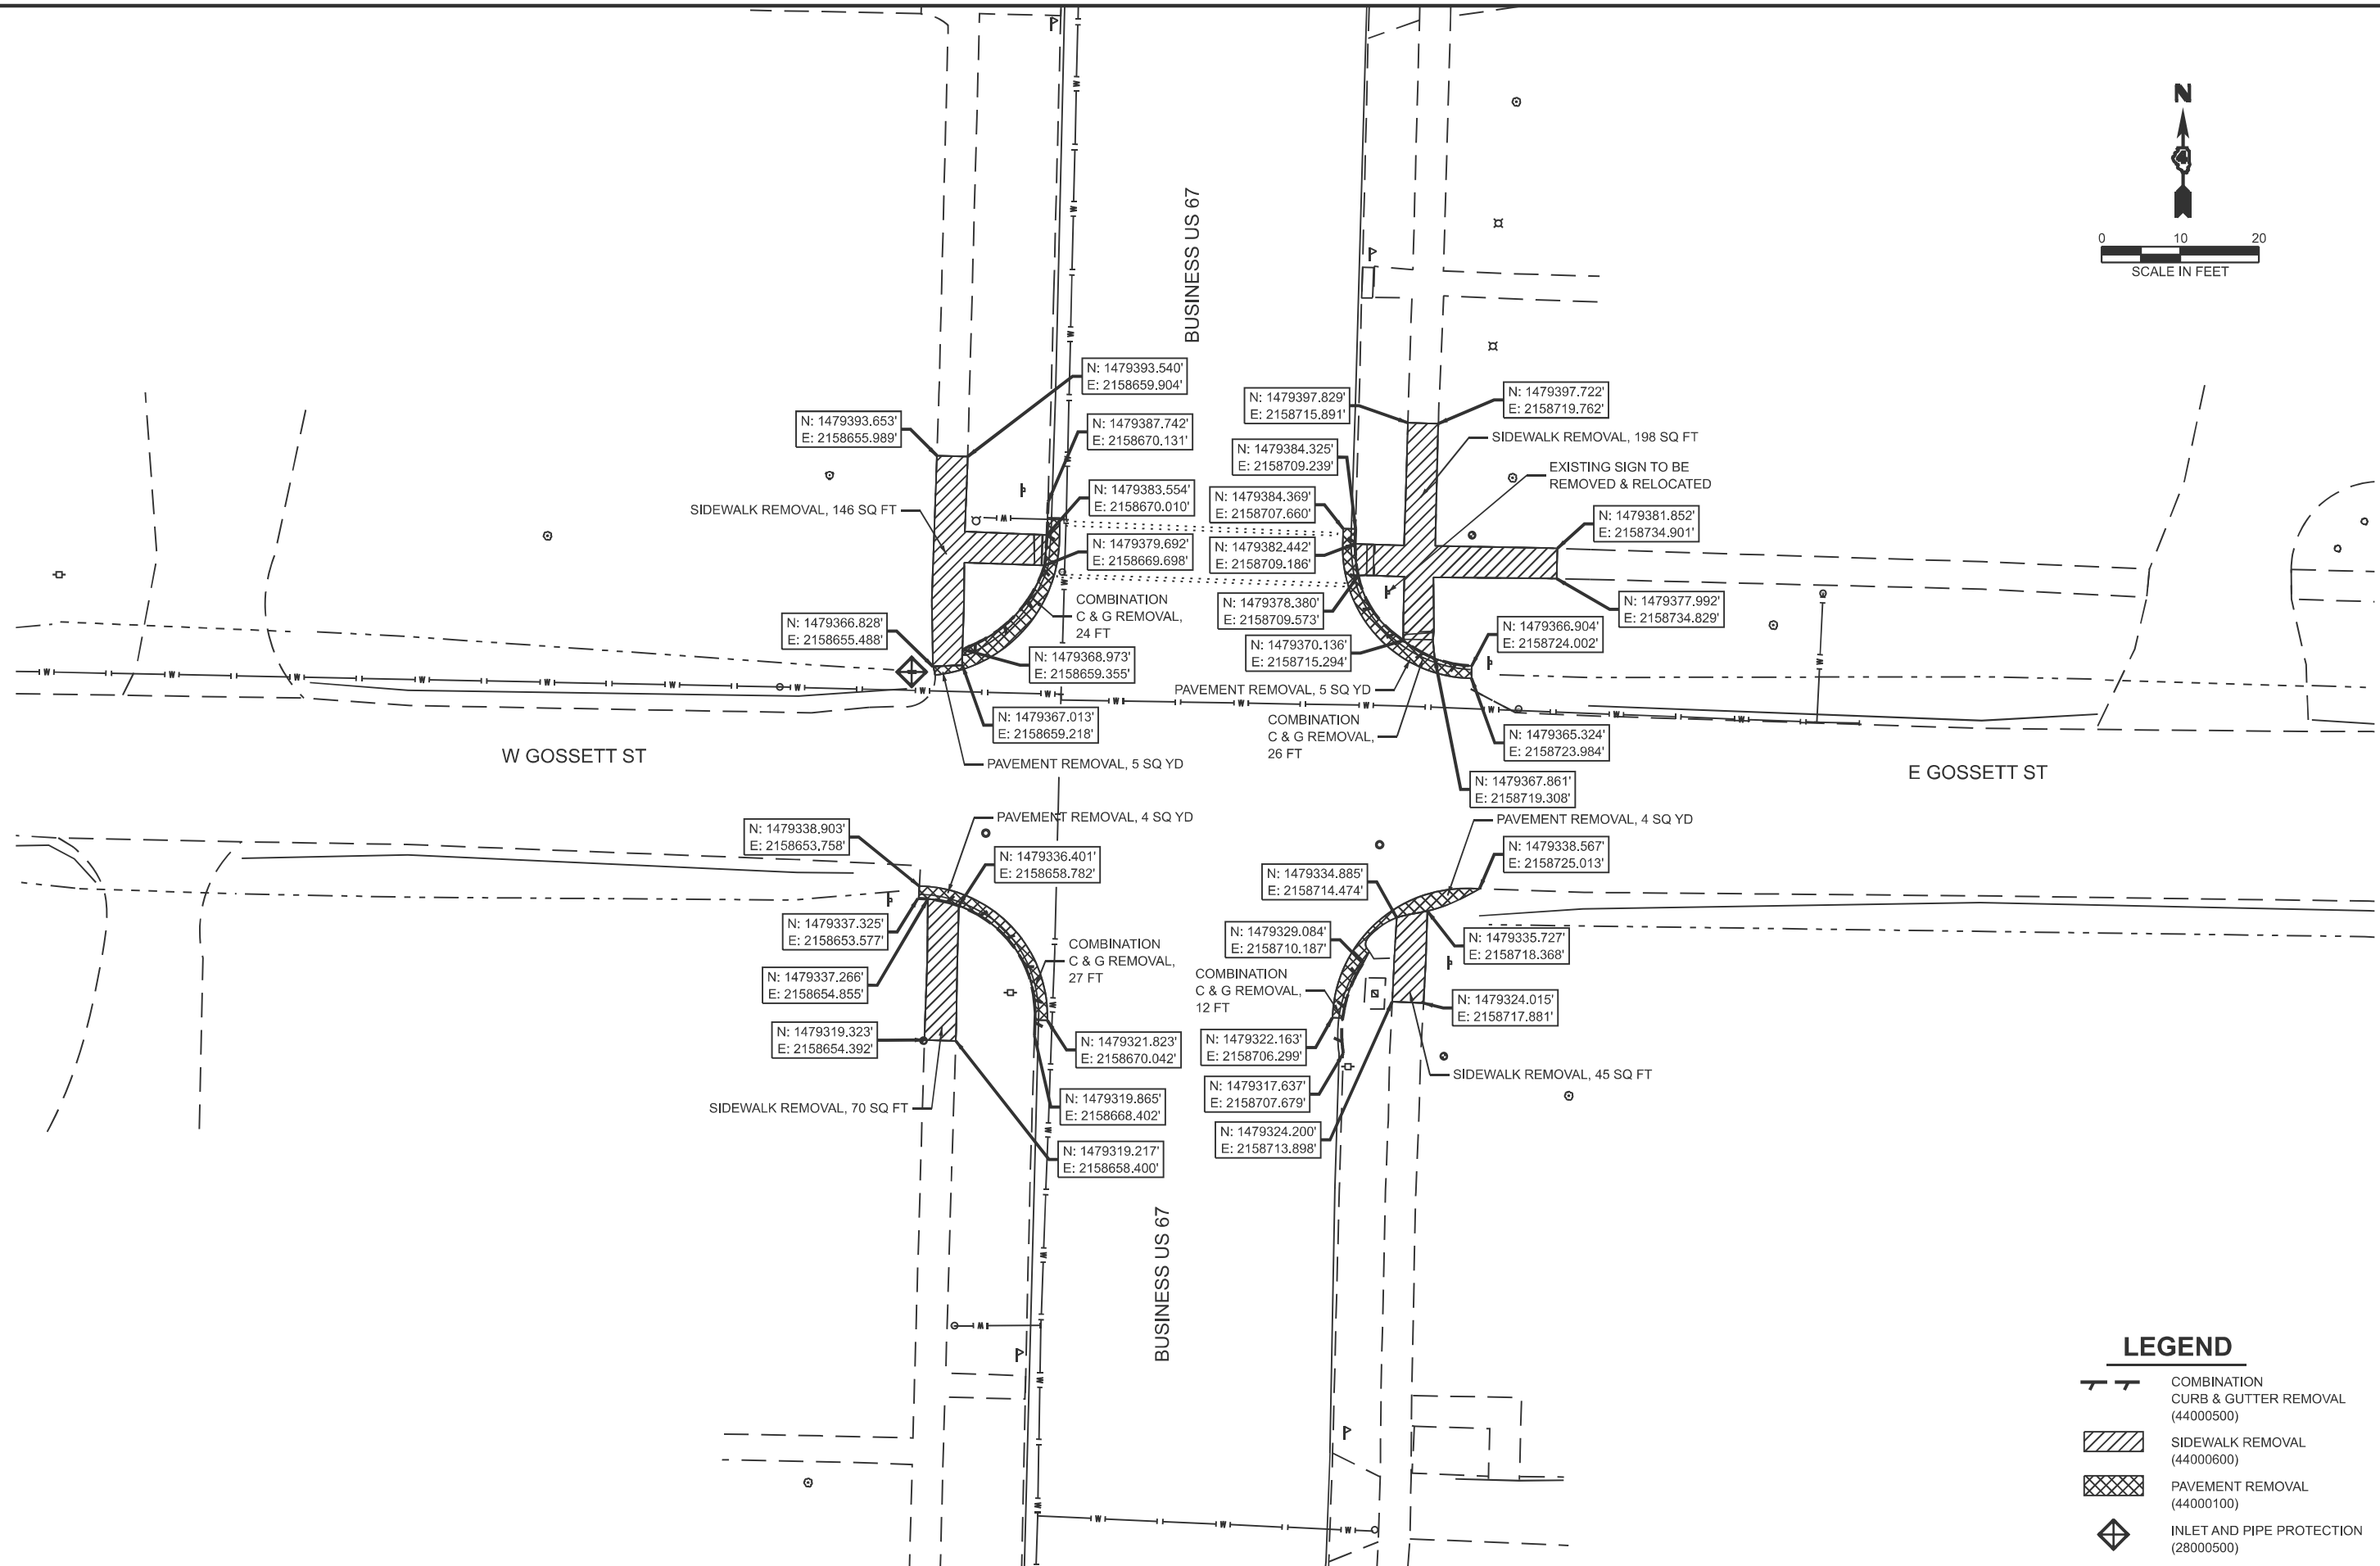 N
0 10 20
SCALE IN FEET
BUSINESS US 67
N: 1479393.540'
E: 2158659.904'
N: 1479393.653'
E: 2158655.989'
N: 1479387.742'
E: 2158670.131'
N: 1479383.554'
E: 2158670.010'
SIDEWALK REMOVAL, 146 SQ FT
N: 1479379.692'
E: 2158669.698'
COMBINATION
C & G REMOVAL,
24 FT
N: 1479366.828'
E: 2158655.488'
N: 1479368.973'
E: 2158659.355'
N: 1479367.013'
E: 2158659.218'
PAVEMENT REMOVAL, 5 SQ YD
W GOSSETT ST
N: 1479397.829'
E: 2158715.891'
N: 1479397.722'
E: 2158719.762'
SIDEWALK REMOVAL, 198 SQ FT
N: 1479384.325'
E: 2158709.239'
EXISTING SIGN TO BE
REMOVED & RELOCATED
N: 1479384.369'
E: 2158707.660'
N: 1479381.852'
E: 2158734.901'
N: 1479382.442'
E: 2158709.186'
N: 1479378.380'
E: 2158709.573'
N: 1479377.992'
E: 2158734.829'
N: 1479370.136'
E: 2158715.294'
N: 1479366.904'
E: 2158724.002'
PAVEMENT REMOVAL, 5 SQ YD
COMBINATION
C & G REMOVAL,
26 FT
N: 1479365.324'
E: 2158723.984'
N: 1479367.861'
E: 2158719.308'
E GOSSETT ST
PAVEMENT REMOVAL, 4 SQ YD
N: 1479338.903'
E: 2158653.758'
N: 1479336.401'
E: 2158658.782'
N: 1479337.325'
E: 2158653.577'
COMBINATION
C & G REMOVAL,
27 FT
N: 1479337.266'
E: 2158654.855'
N: 1479319.323'
E: 2158654.392'
N: 1479321.823'
E: 2158670.042'
SIDEWALK REMOVAL, 70 SQ FT
N: 1479319.865'
E: 2158668.402'
N: 1479319.217'
E: 2158658.400'
PAVEMENT REMOVAL, 4 SQ YD
N: 1479338.567'
E: 2158725.013'
N: 1479334.885'
E: 2158714.474'
N: 1479329.084'
E: 2158710.187'
N: 1479335.727'
E: 2158718.368'
COMBINATION
C & G REMOVAL,
12 FT
N: 1479324.015'
E: 2158717.881'
N: 1479322.163'
E: 2158706.299'
SIDEWALK REMOVAL, 45 SQ FT
N: 1479317.637'
E: 2158707.679'
N: 1479324.200'
E: 2158713.898'
BUSINESS US 67
LEGEND
COMBINATION
CURB & GUTTER REMOVAL
(44000500)
SIDEWALK REMOVAL
(44000600)
PAVEMENT REMOVAL
(44000100)
INLET AND PIPE PROTECTION
(28000500)